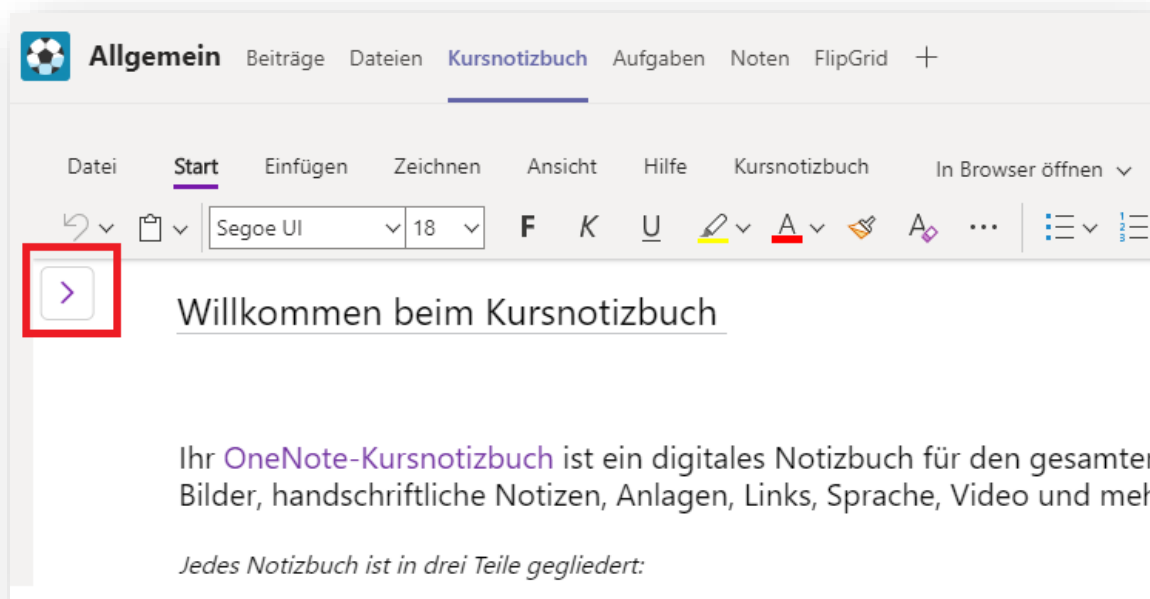 Allgemein Beiträge Dateien Kursnotizbuch Aufgaben Noten FlipGrid
Datei Start Einfügen Zeichnen Ansicht Hilfe Kursnotizbuch In Browser öffnen
Segoe UI 18 F K U A A
Willkommen beim Kursnotizbuch
Ihr OneNote-Kursnotizbuch ist ein digitales Notizbuch für den
Bilder, handschriftliche Notizen, Anlagen, Links, Sprache, Video und
Jedes Notizbuch ist in drei Teile gegliedert: